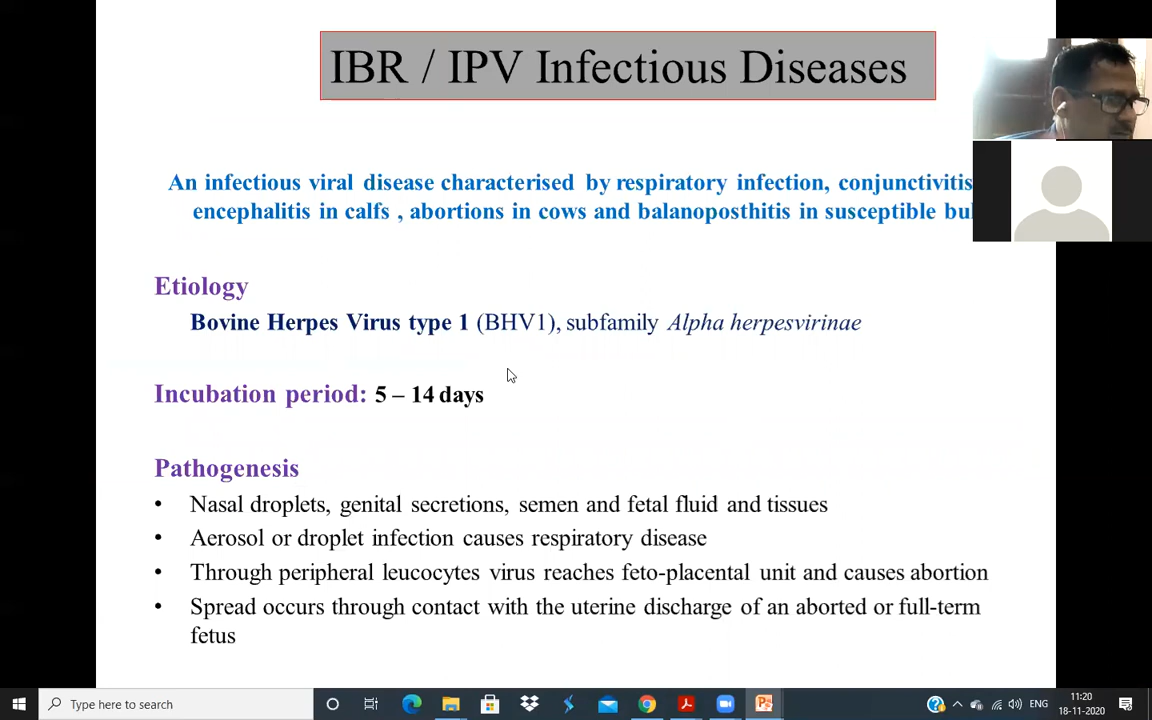 IBR / IPV Infectious Diseases
An infectious viral disease characterised by respiratory infection, conjunctivitis
encephalitis in calfs , abortions in cows and balanoposthitis in susceptible
Etiology
Bovine Herpes Virus type 1 (BHV1), subfamily Alpha herpesvirinae
Incubation period: 5 – 14 days
Pathogenesis
• Nasal droplets, genital secretions, semen and fetal fluid and tissues
• Aerosol or droplet infection causes respiratory disease
• Through peripheral leucocytes virus reaches feto-placental unit and causes abortion
• Spread occurs through contact with the uterine discharge of an aborted or full-term
fetus
Type here to search
ENG
11:20
18-11-2020